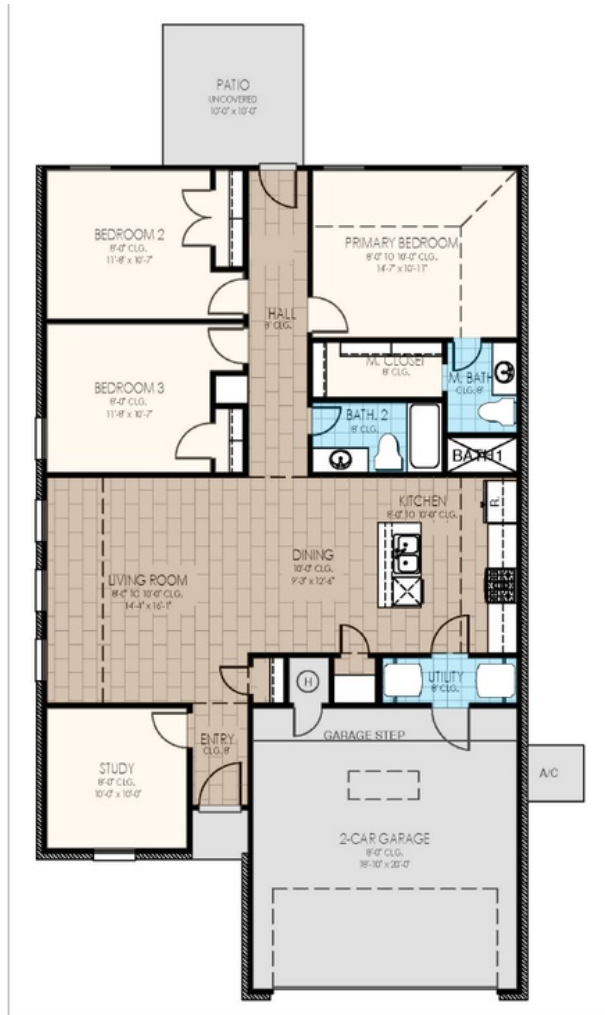 PATIO
UNCOVERED
10'-0" x 10'-0"
BEDROOM 2
8'-0" CLG.
11'-8" x 10'-7"
PRIMARY BEDROOM
8'-0" TO 10'-0" CLG.
14'-7" x 10'-11"
HALL
8' CLG.
M. CLOSET
8' CLG.
M. BATH
CLG. 8'
BEDROOM 3
8'-0" CLG.
11'-8" x 10'-7"
BATH. 2
8' CLG.
BATH1
KITCHEN
8'-0" TO 10'-0" CLG.
R.
DINING
10'-0" CLG.
9'-3" x 12'-6"
LIVING ROOM
8'-0" TO 10'-0" CLG.
14'-4" x 16'-1"
UTILITY
8' CLG.
H
ENTRY
CLG. 8'
GARAGE STEP
STUDY
8'-0" CLG.
10'-0" x 10'-0"
A/C
2-CAR GARAGE
8'-0" CLG.
18'-10" x 20'-0"